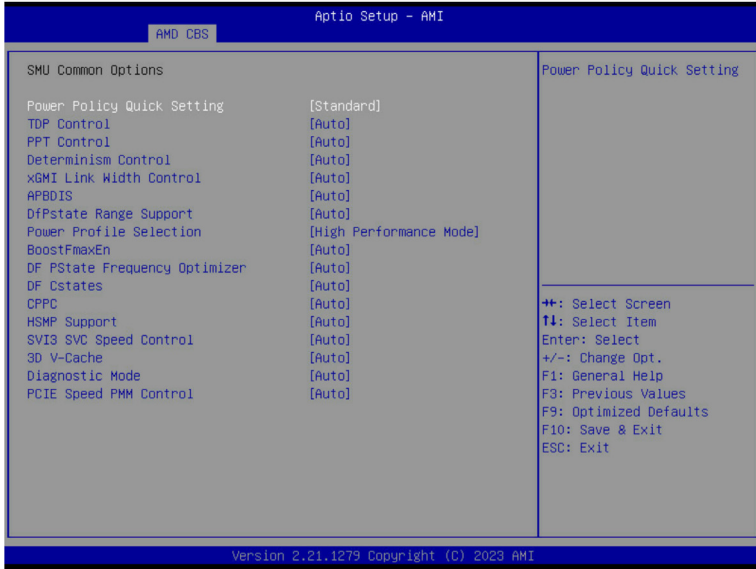 Aptio Setup - AMI
AMD CBS
SMU Common Options
Power Policy Quick Setting [Standard]
TDP Control [Auto]
PPT Control [Auto]
Determinism Control [Auto]
xGMI Link Width Control [Auto]
APBDIS [Auto]
DfPstate Range Support [Auto]
Power Profile Selection [High Performance Mode]
BoostFmaxEn [Auto]
DF PState Frequency Optimizer [Auto]
DF Cstates [Auto]
CPPC [Auto]
HSMP Support [Auto]
SVI3 SVC Speed Control [Auto]
3D V-Cache [Auto]
Diagnostic Mode [Auto]
PCIE Speed PMM Control [Auto]
Power Policy Quick Setting
→←: Select Screen
↑↓: Select Item
Enter: Select
+/-: Change Opt.
F1: General Help
F3: Previous Values
F9: Optimized Defaults
F10: Save & Exit
ESC: Exit
Version 2.21.1279 Copyright (C) 2023 AMI